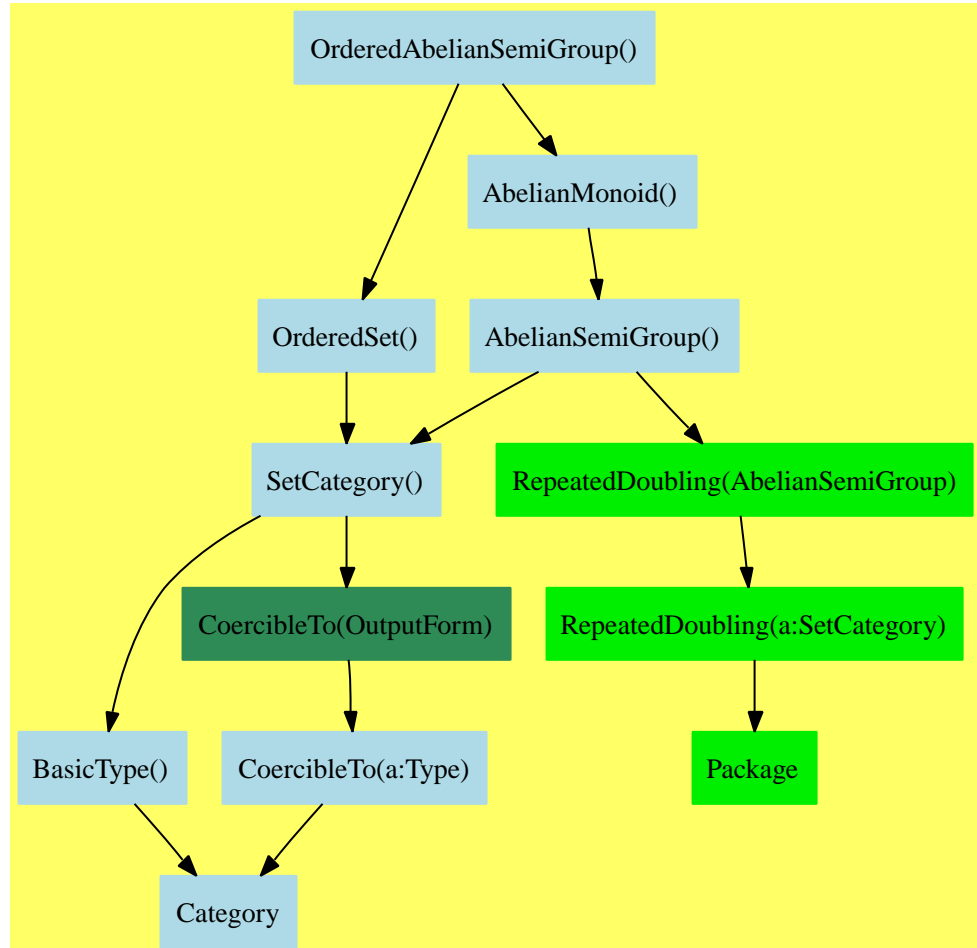 OrderedAbelianSemiGroup()
AbelianMonoid()
OrderedSet()
AbelianSemiGroup()
SetCategory()
RepeatedDoubling(AbelianSemiGroup)
CoercibleTo(OutputForm)
RepeatedDoubling(a:SetCategory)
BasicType()
CoercibleTo(a:Type)
Package
Category